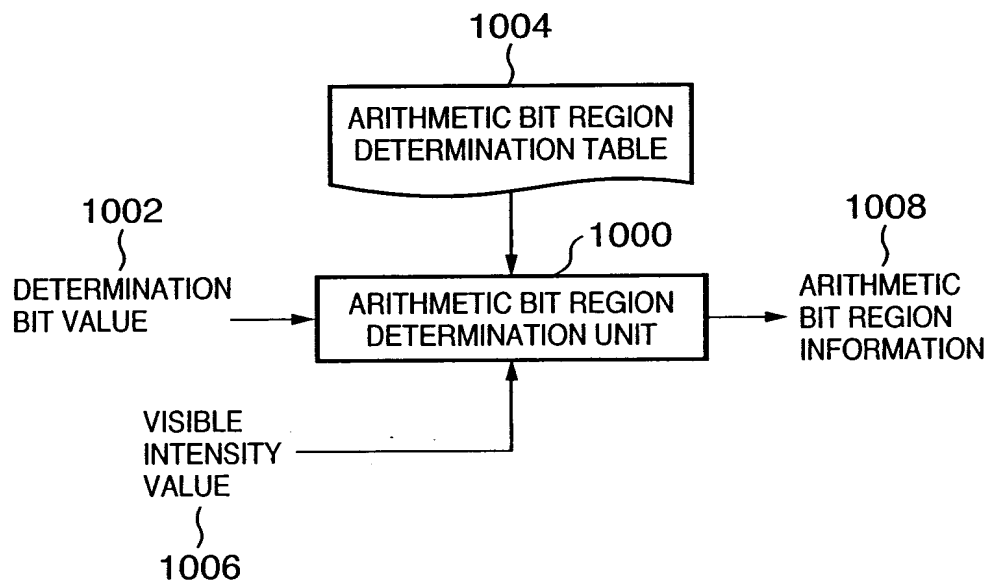 1004
ARITHMETIC BIT REGION
DETERMINATION TABLE
1002
DETERMINATION
BIT VALUE
1000
ARITHMETIC BIT REGION
DETERMINATION UNIT
1008
ARITHMETIC
BIT REGION
INFORMATION
VISIBLE
INTENSITY
VALUE
1006